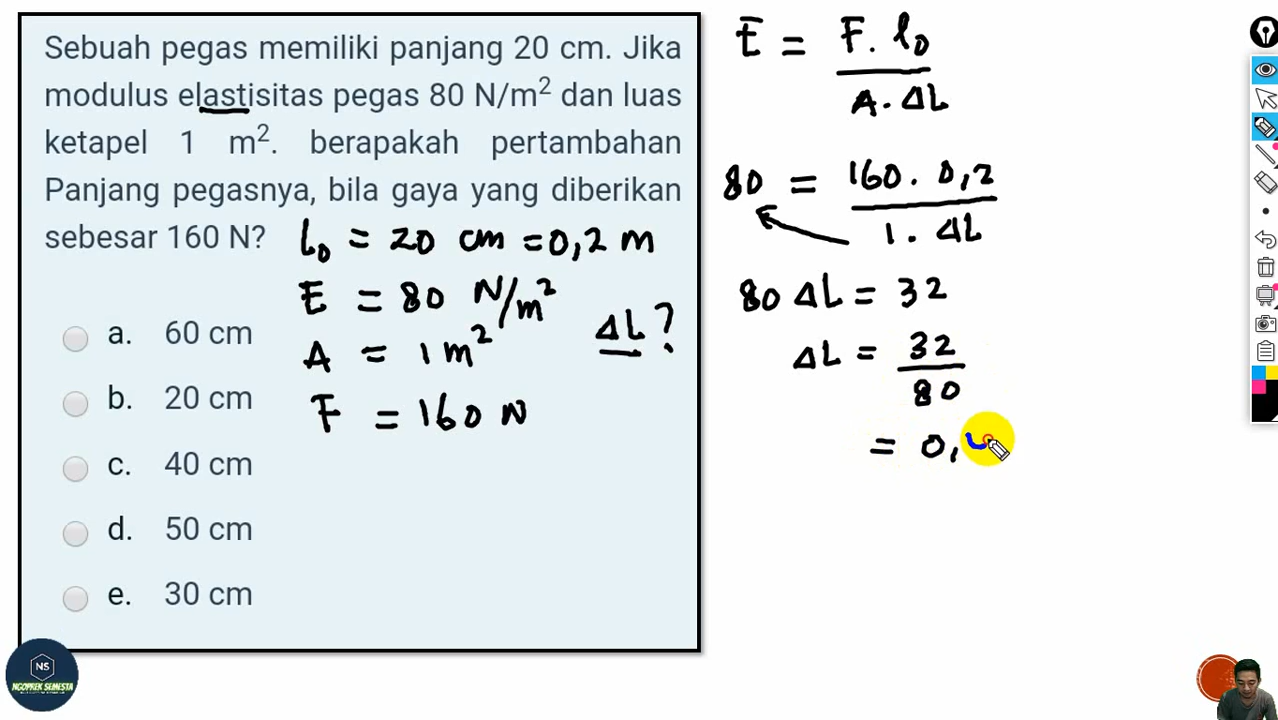 Sebuah pegas memiliki panjang 20 cm. Jika
modulus elastisitas pegas 80 N/m² dan luas
ketapel 1 m². berapakah pertambahan
Panjang pegasnya, bila gaya yang diberikan
sebesar 160 N?
l₀ = 20 cm = 0,2 m
E = 80 N/m²
A = 1 m²
F = 160 N
ΔL ?
a. 60 cm
b. 20 cm
c. 40 cm
d. 50 cm
e. 30 cm
E = F. l₀
A. ΔL
80 = 160. 0,2
1. ΔL
80 ΔL = 32
ΔL = 32
80
= 0,
NS
NGOPREK SEMESTA